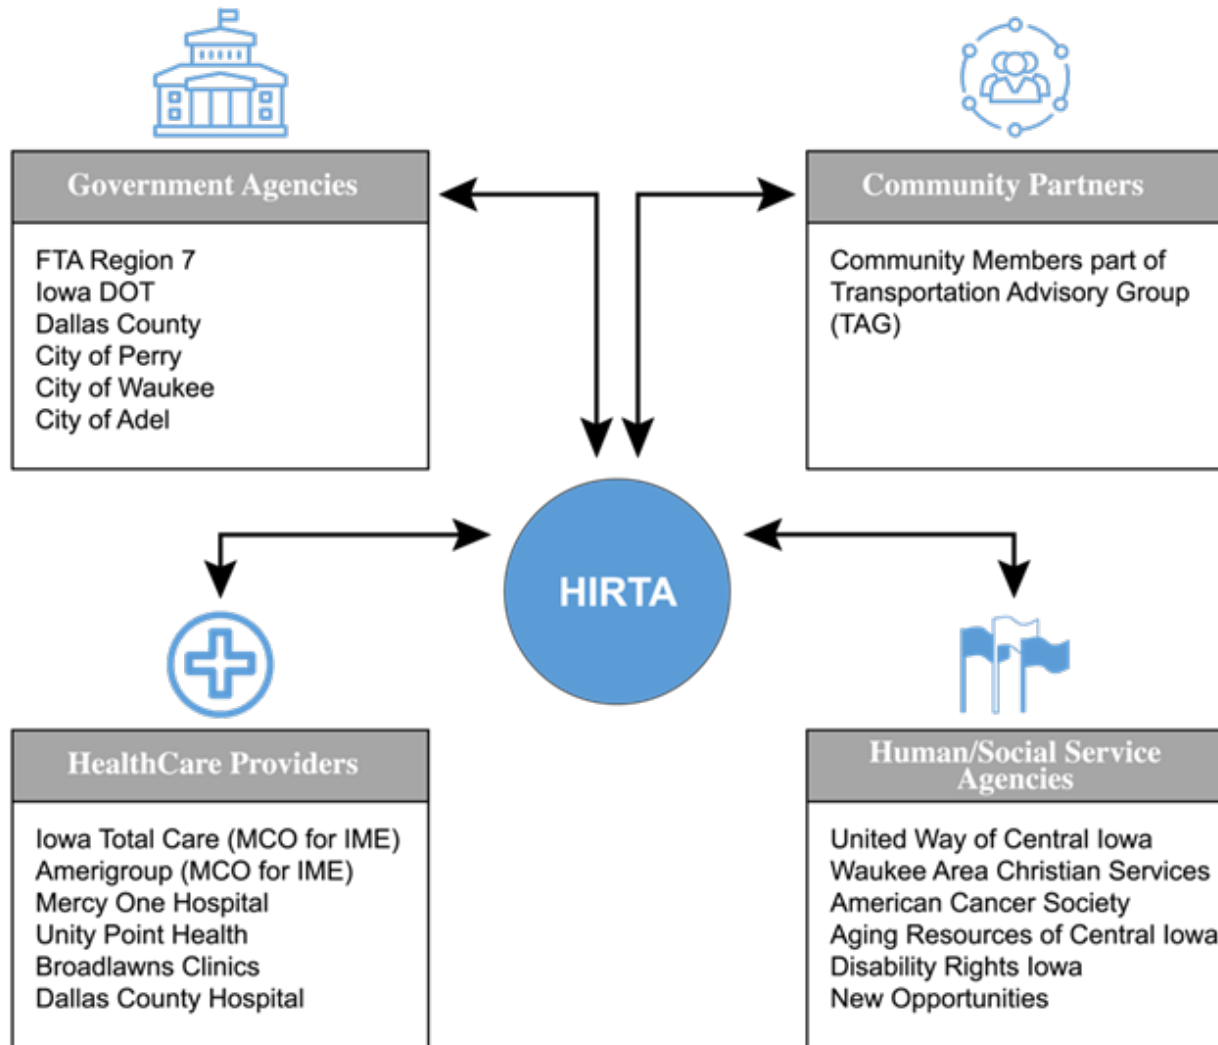 Government Agencies
FTA Region 7
Iowa DOT
Dallas County
City of Perry
City of Waukee
City of Adel
Community Partners
Community Members part of
Transportation Advisory Group
(TAG)
HIRTA
HealthCare Providers
Iowa Total Care (MCO for IME)
Amerigroup (MCO for IME)
Mercy One Hospital
Unity Point Health
Broadlawns Clinics
Dallas County Hospital
Human/Social Service
Agencies
United Way of Central Iowa
Waukee Area Christian Services
American Cancer Society
Aging Resources of Central Iowa
Disability Rights Iowa
New Opportunities